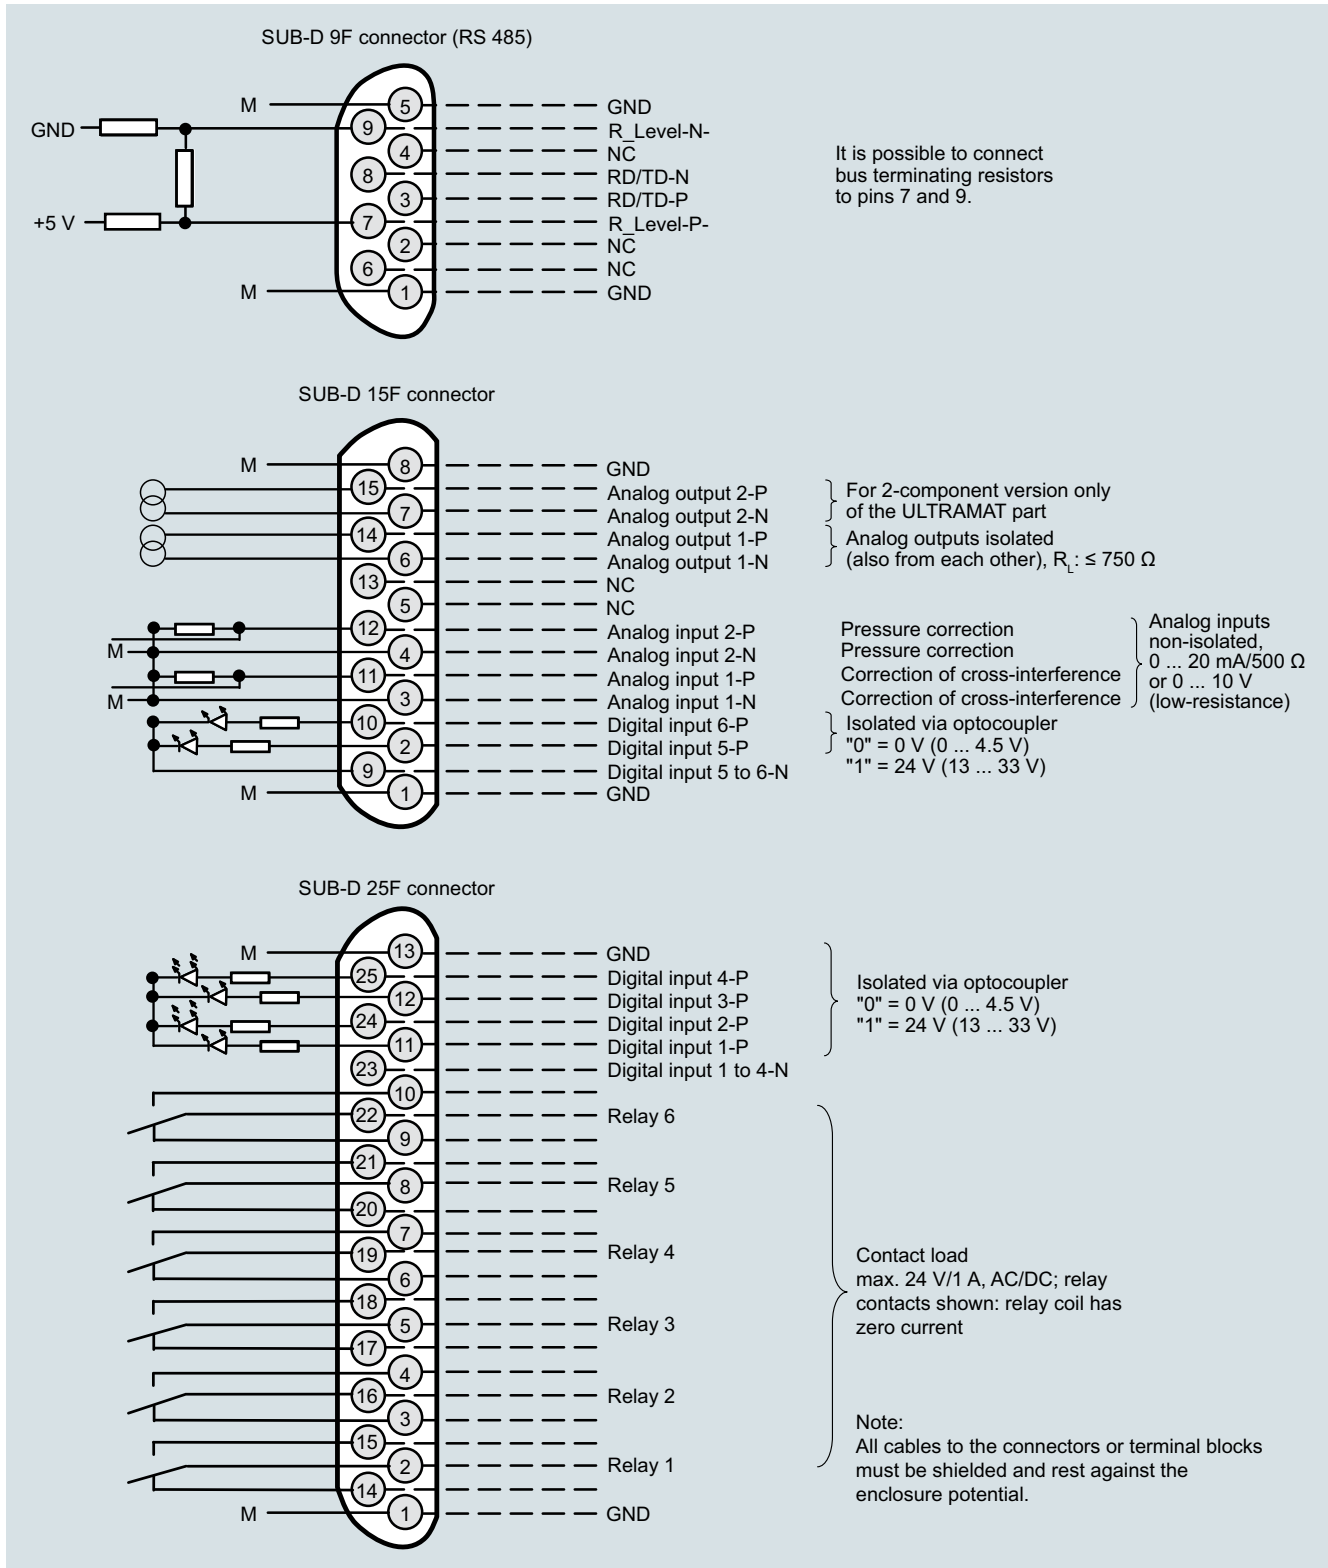 SUB-D 9F connector (RS 485)
M 5 GND
GND 9 R_Level-N-
4 NC
8 RD/TD-N
3 RD/TD-P
+5 V 7 R_Level-P-
2 NC
6 NC
M 1 GND
It is possible to connect
bus terminating resistors
to pins 7 and 9.
SUB-D 15F connector
M 8 GND
15 Analog output 2-P
7 Analog output 2-N
14 Analog output 1-P
6 Analog output 1-N
13 NC
5 NC
12 Analog input 2-P
M 4 Analog input 2-N
11 Analog input 1-P
M 3 Analog input 1-N
10 Digital input 6-P
2 Digital input 5-P
9 Digital input 5 to 6-N
M 1 GND
For 2-component version only
of the ULTRAMAT part
Analog outputs isolated
(also from each other), R_L: ≤ 750 Ω
Pressure correction
Pressure correction
Correction of cross-interference
Correction of cross-interference
Analog inputs
non-isolated,
0 ... 20 mA/500 Ω
or 0 ... 10 V
(low-resistance)
Isolated via optocoupler
"0" = 0 V (0 ... 4.5 V)
"1" = 24 V (13 ... 33 V)
SUB-D 25F connector
M 13 GND
25 Digital input 4-P
12 Digital input 3-P
24 Digital input 2-P
11 Digital input 1-P
23 Digital input 1 to 4-N
10
22 Relay 6
9
21
8 Relay 5
20
7
19 Relay 4
6
18
5 Relay 3
17
4
16 Relay 2
3
15
2 Relay 1
14
M 1 GND
Isolated via optocoupler
"0" = 0 V (0 ... 4.5 V)
"1" = 24 V (13 ... 33 V)
Contact load
max. 24 V/1 A, AC/DC; relay
contacts shown: relay coil has
zero current
Note:
All cables to the connectors or terminal blocks
must be shielded and rest against the
enclosure potential.